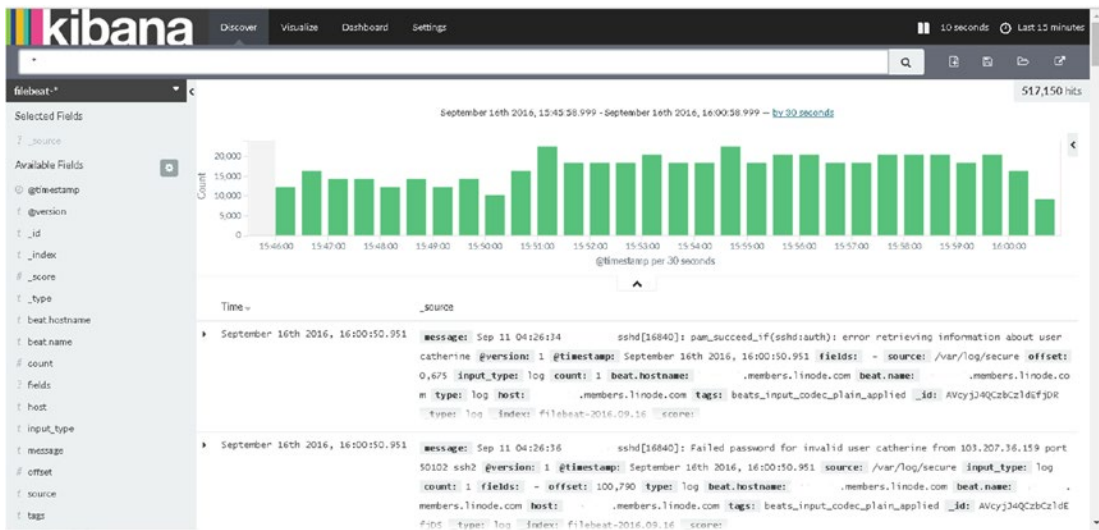 kibana
Discover Visualize Dashboard Settings
10 seconds Last 15 minutes
*
filebeat-*
517,150 hits
Selected Fields
? _source
Available Fields
@timestamp
t @version
t _id
t _index
# _score
t _type
t beat.hostname
t beat.name
# count
? fields
t host
t input_type
t message
# offset
t source
t tags
September 16th 2016, 15:45:58.999 - September 16th 2016, 16:00:58.999 — by 30 seconds
Count
20,000
15,000
10,000
5,000
0
15:46:00 15:47:00 15:48:00 15:49:00 15:50:00 15:51:00 15:52:00 15:53:00 15:54:00 15:55:00 15:56:00 15:57:00 15:58:00 15:59:00 16:00:00
@timestamp per 30 seconds
Time _source
September 16th 2016, 16:00:50.951
message: Sep 11 04:26:34 sshd[16840]: pam_succeed_if(sshd:auth): error retrieving information about user
catherine @version: 1 @timestamp: September 16th 2016, 16:00:50.951 fields: - source: /var/log/secure offset:
0,675 input_type: log count: 1 beat.hostname: .members.linode.com beat.name: .members.linode.co
m type: log host: .members.linode.com tags: beats_input_codec_plain_applied _id: AVcyjJ4QCzbCzldEfjDR
_type: log _index: filebeat-2016.09.16 _score:
September 16th 2016, 16:00:50.951
message: Sep 11 04:26:36 sshd[16840]: Failed password for invalid user catherine from 103.207.36.159 port
50102 ssh2 @version: 1 @timestamp: September 16th 2016, 16:00:50.951 source: /var/log/secure input_type: log
count: 1 fields: - offset: 100,790 type: log beat.hostname: .members.linode.com beat.name: .
members.linode.com host: .members.linode.com tags: beats_input_codec_plain_applied _id: AVcyjJ4QCzbCzldE
fjDS _type: log _index: filebeat-2016.09.16 _score: